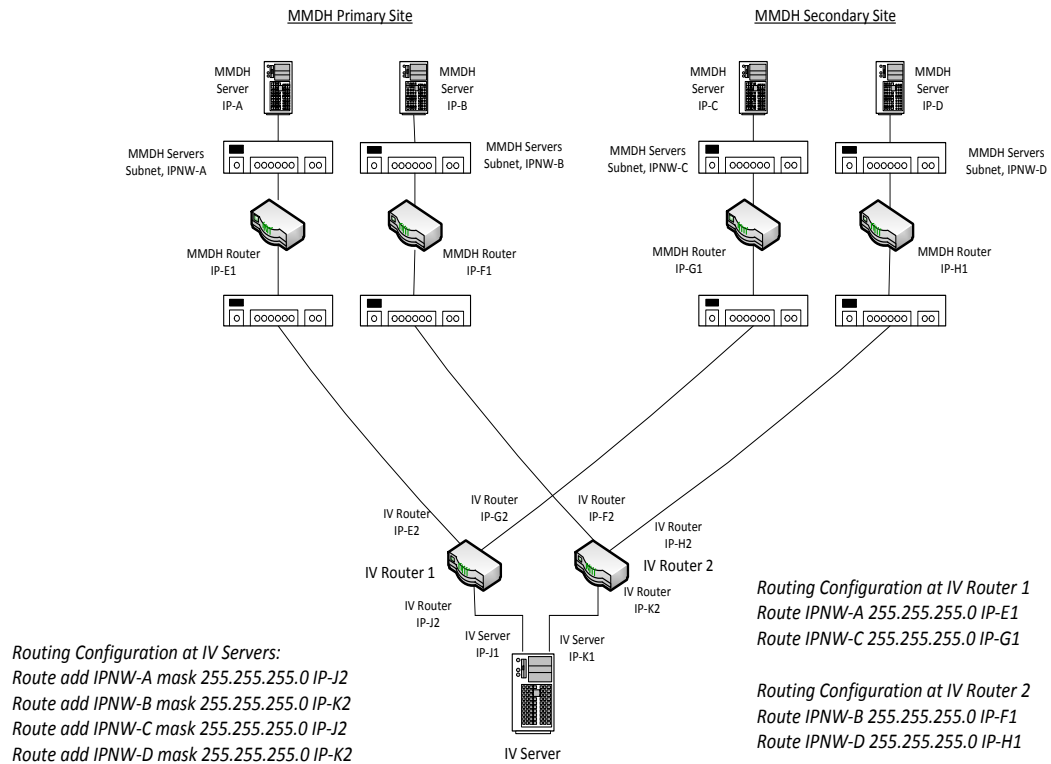 MMDH Primary Site
MMDH Secondary Site
MMDH
Server
IP-A
MMDH
Server
IP-B
MMDH
Server
IP-C
MMDH
Server
IP-D
MMDH Servers
Subnet, IPNW-A
MMDH Servers
Subnet, IPNW-B
MMDH Servers
Subnet, IPNW-C
MMDH Servers
Subnet, IPNW-D
MMDH Router
IP-E1
MMDH Router
IP-F1
MMDH Router
IP-G1
MMDH Router
IP-H1
IV Router
IP-E2
IV Router
IP-G2
IV Router
IP-F2
IV Router
IP-H2
IV Router 1
IV Router 2
IV Router
IP-J2
IV Router
IP-K2
IV Server
IP-J1
IV Server
IP-K1
IV Server
Routing Configuration at IV Servers:
Route add IPNW-A mask 255.255.255.0 IP-J2
Route add IPNW-B mask 255.255.255.0 IP-K2
Route add IPNW-C mask 255.255.255.0 IP-J2
Route add IPNW-D mask 255.255.255.0 IP-K2
Routing Configuration at IV Router 1
Route IPNW-A 255.255.255.0 IP-E1
Route IPNW-C 255.255.255.0 IP-G1
Routing Configuration at IV Router 2
Route IPNW-B 255.255.255.0 IP-F1
Route IPNW-D 255.255.255.0 IP-H1